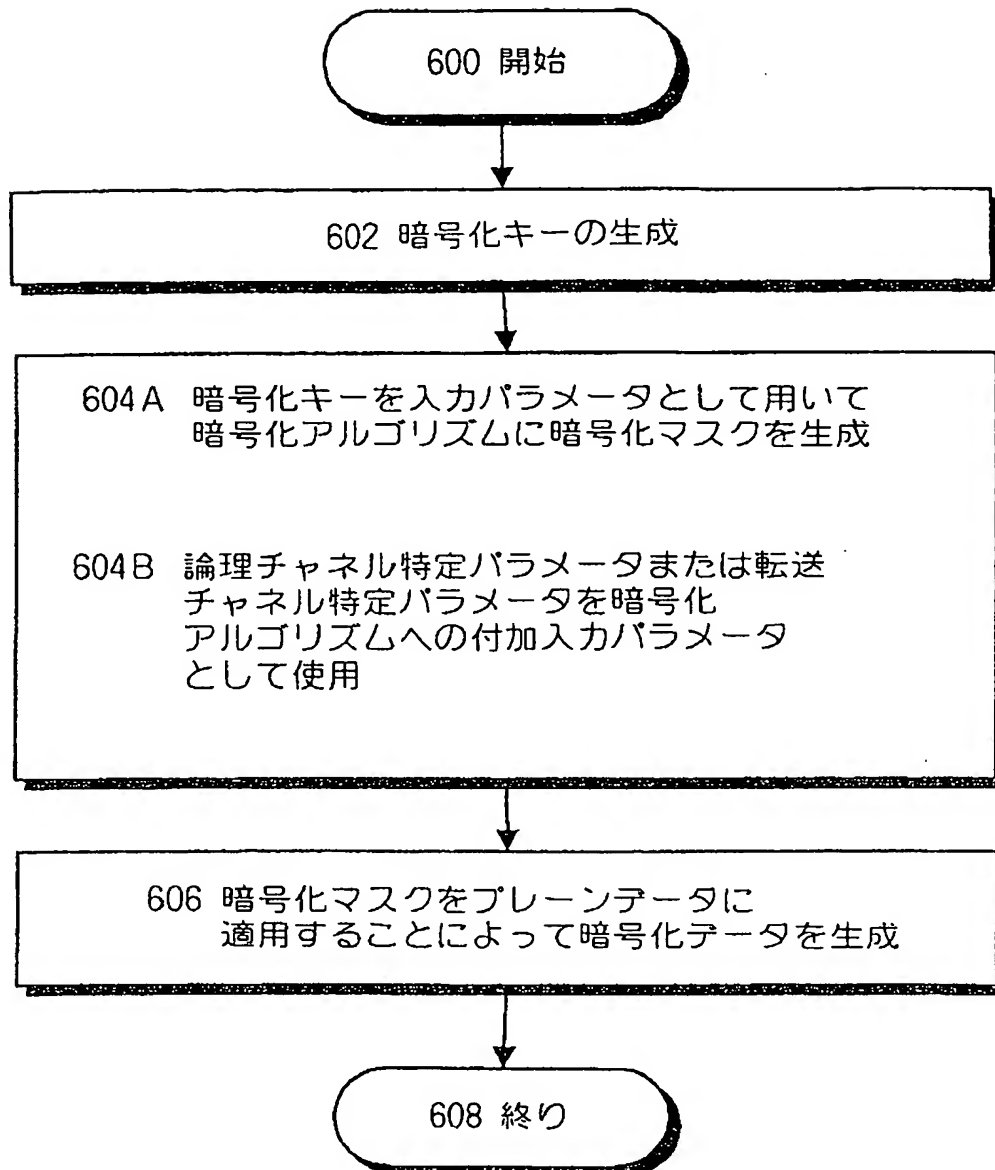 600 開始
602 暗号化キーの生成
604A 暗号化キーを入力パラメータとして用いて
暗号化アルゴリズムに暗号化マスクを生成
604B 論理チャネル特定パラメータまたは転送
チャネル特定パラメータを暗号化
アルゴリズムへの付加入力パラメータ
として使用
606 暗号化マスクをプレーンデータに
適用することによって暗号化データを生成
608 終り